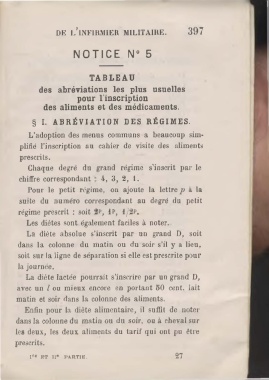 DE L'INFIRMIER MILITAIRE. 397
NOTICE N° 5
TABLEAU
des abréviations les plus usuelles
pour l'inscription
des aliments et des médicaments.
§ I. ABRÉVIATION DES RÉGIMES.
L'adoption des menus communs a beaucoup sim-
plifié l'inscription au cahier de visite des aliments
prescrits.
Chaque degré du grand régime s'inscrit par le
chiffre correspondant : 4, 3, 2, 1.
Pour le petit régime, on ajoute la lettre p à la
suite du numéro correspondant au degré du petit
régime prescrit : soit 2p, 1p, 1/2p.
Les diètes sont également faciles à noter.
La diète absolue s'inscrit par un grand D, soit
dans la colonne du matin ou du soir s'il y a lieu,
soit sur la ligne de séparation si elle est prescrite pour
la journée.
La diète lactée pourrait s'inscrire par un grand D,
avec un l ou mieux encore en portant 50 cent. lait
matin et soir dans la colonne des aliments.
Enfin pour la diète alimentaire, il suffit de noter
dans la colonne du matin ou du soir, ou à cheval sur
les deux, les deux aliments du tarif qui ont pu être
prescrits.
1re ET 2e PARTIE. 27